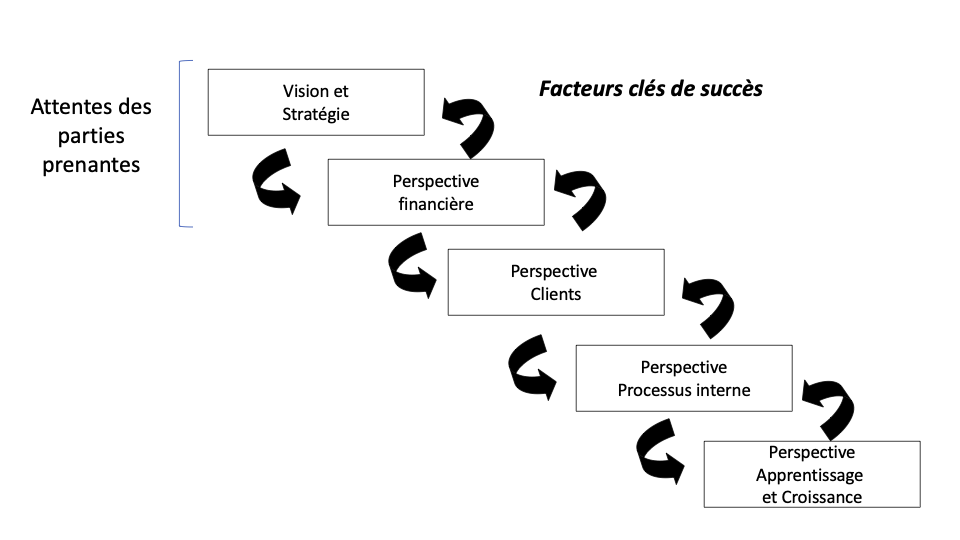 Attentes des
parties
prenantes
Vision et
Stratégie
Facteurs clés de succès
Perspective
financière
Perspective
Clients
Perspective
Processus interne
Perspective
Apprentissage
et Croissance